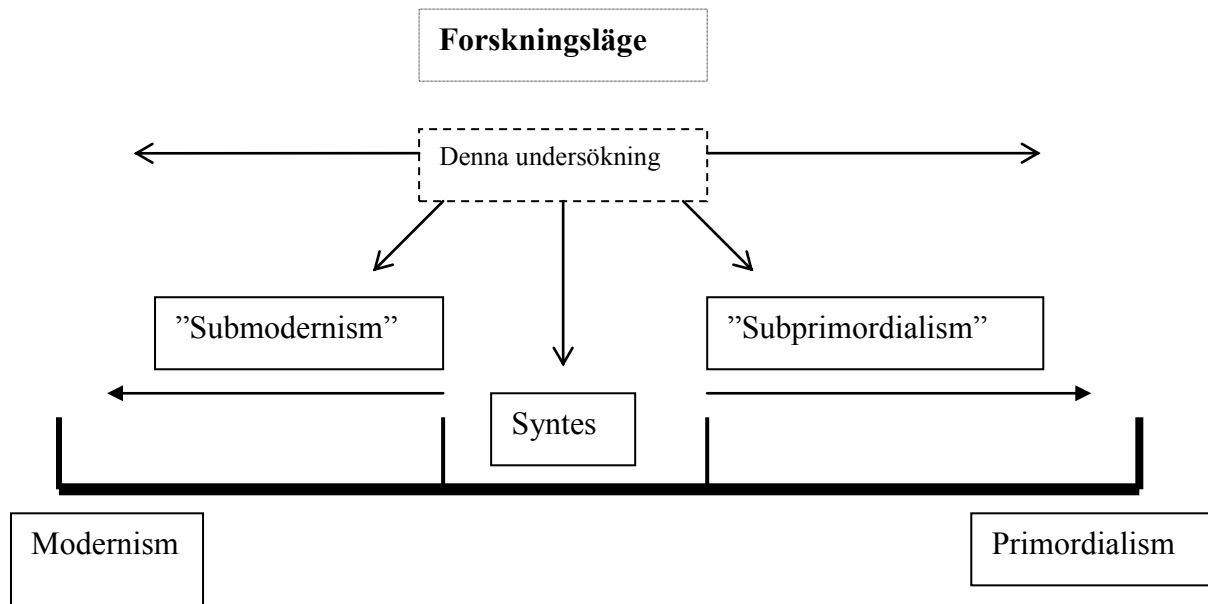 Forskningsläge
Denna undersökning
”Submodernism”
”Subprimordialism”
Syntes
Modernism
Primordialism